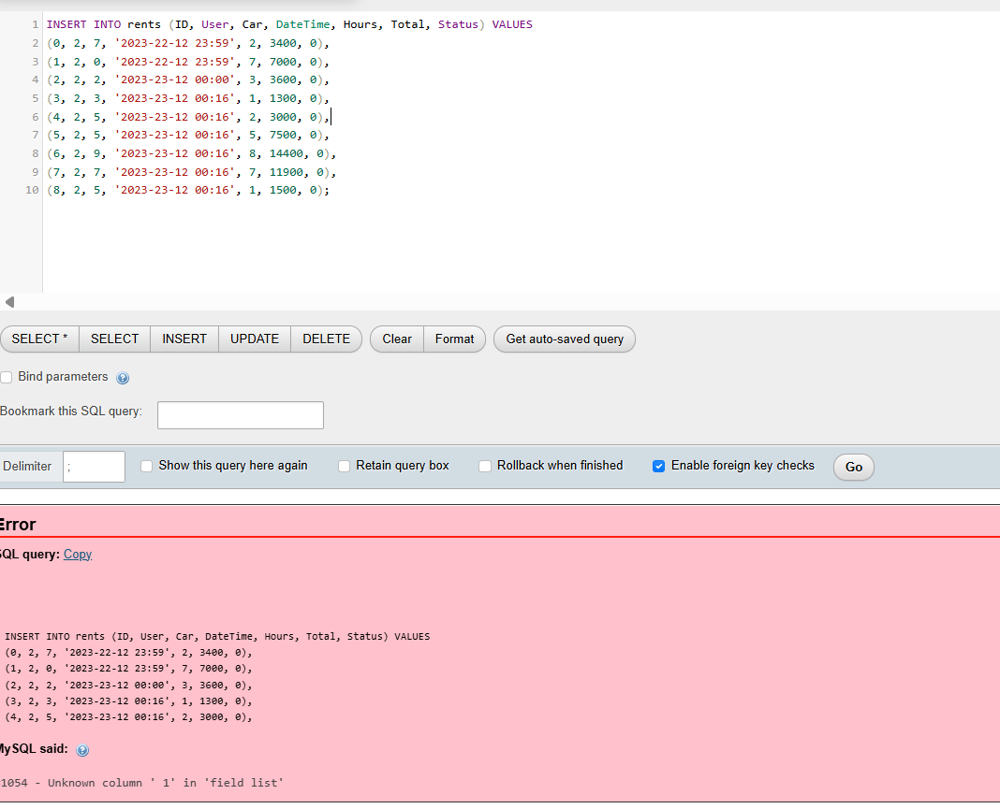 1 INSERT INTO rents (ID, User, Car, DateTime, Hours, Total, Status) VALUES
2 (0, 2, 7, '2023-22-12 23:59', 2, 3400, 0),
3 (1, 2, 0, '2023-22-12 23:59', 7, 7000, 0),
4 (2, 2, 2, '2023-23-12 00:00', 3, 3600, 0),
5 (3, 2, 3, '2023-23-12 00:16', 1, 1300, 0),
6 (4, 2, 5, '2023-23-12 00:16', 2, 3000, 0),
7 (5, 2, 5, '2023-23-12 00:16', 5, 7500, 0),
8 (6, 2, 9, '2023-23-12 00:16', 8, 14400, 0),
9 (7, 2, 7, '2023-23-12 00:16', 7, 11900, 0),
10 (8, 2, 5, '2023-23-12 00:16', 1, 1500, 0);
SELECT * SELECT INSERT UPDATE DELETE Clear Format Get auto-saved query
Bind parameters
Bookmark this SQL query:
Delimiter ; Show this query here again Retain query box Rollback when finished Enable foreign key checks Go
Error
SQL query: Copy
INSERT INTO rents (ID, User, Car, DateTime, Hours, Total, Status) VALUES
(0, 2, 7, '2023-22-12 23:59', 2, 3400, 0),
(1, 2, 0, '2023-22-12 23:59', 7, 7000, 0),
(2, 2, 2, '2023-23-12 00:00', 3, 3600, 0),
(3, 2, 3, '2023-23-12 00:16', 1, 1300, 0),
(4, 2, 5, '2023-23-12 00:16', 2, 3000, 0),
MySQL said:
1054 - Unknown column ' 1' in 'field list'